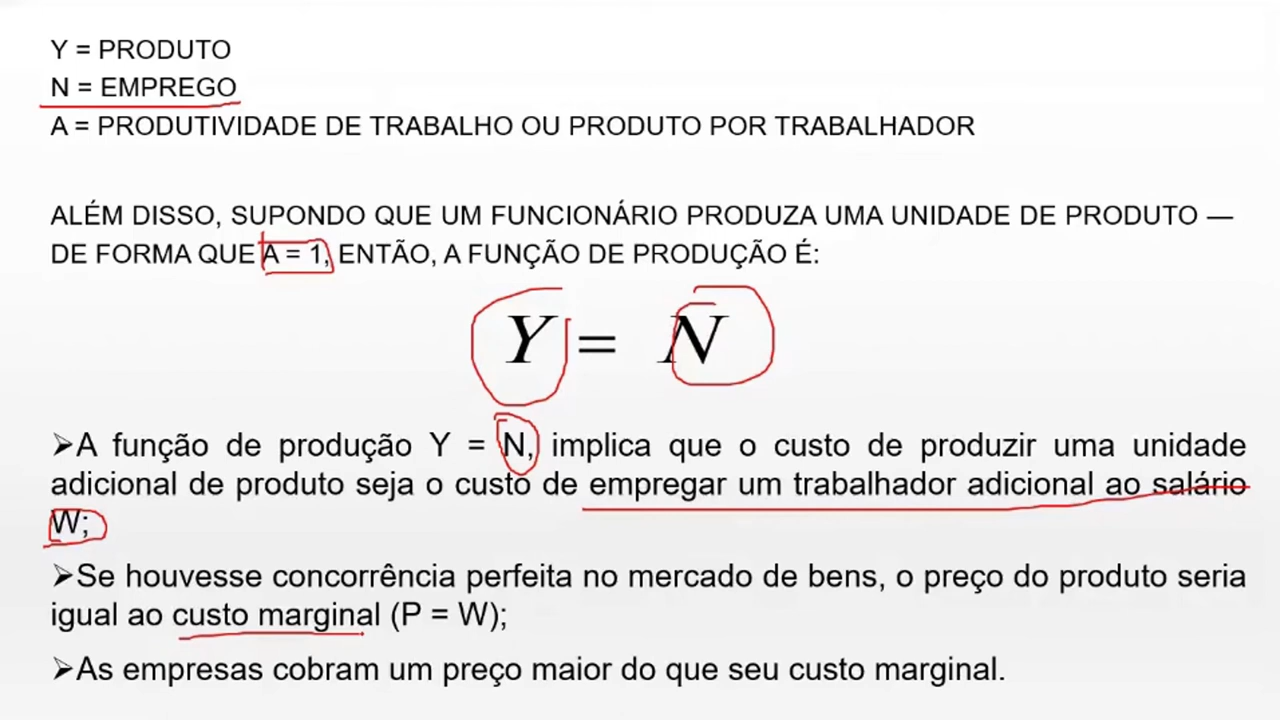 Y = PRODUTO
N = EMPREGO
A = PRODUTIVIDADE DE TRABALHO OU PRODUTO POR TRABALHADOR
ALÉM DISSO, SUPONDO QUE UM FUNCIONÁRIO PRODUZA UMA UNIDADE DE PRODUTO —
DE FORMA QUE A = 1, ENTÃO, A FUNÇÃO DE PRODUÇÃO É:
Y = N
➢A função de produção Y = N, implica que o custo de produzir uma unidade
adicional de produto seja o custo de empregar um trabalhador adicional ao salário
W;
➢Se houvesse concorrência perfeita no mercado de bens, o preço do produto seria
igual ao custo marginal (P = W);
➢As empresas cobram um preço maior do que seu custo marginal.